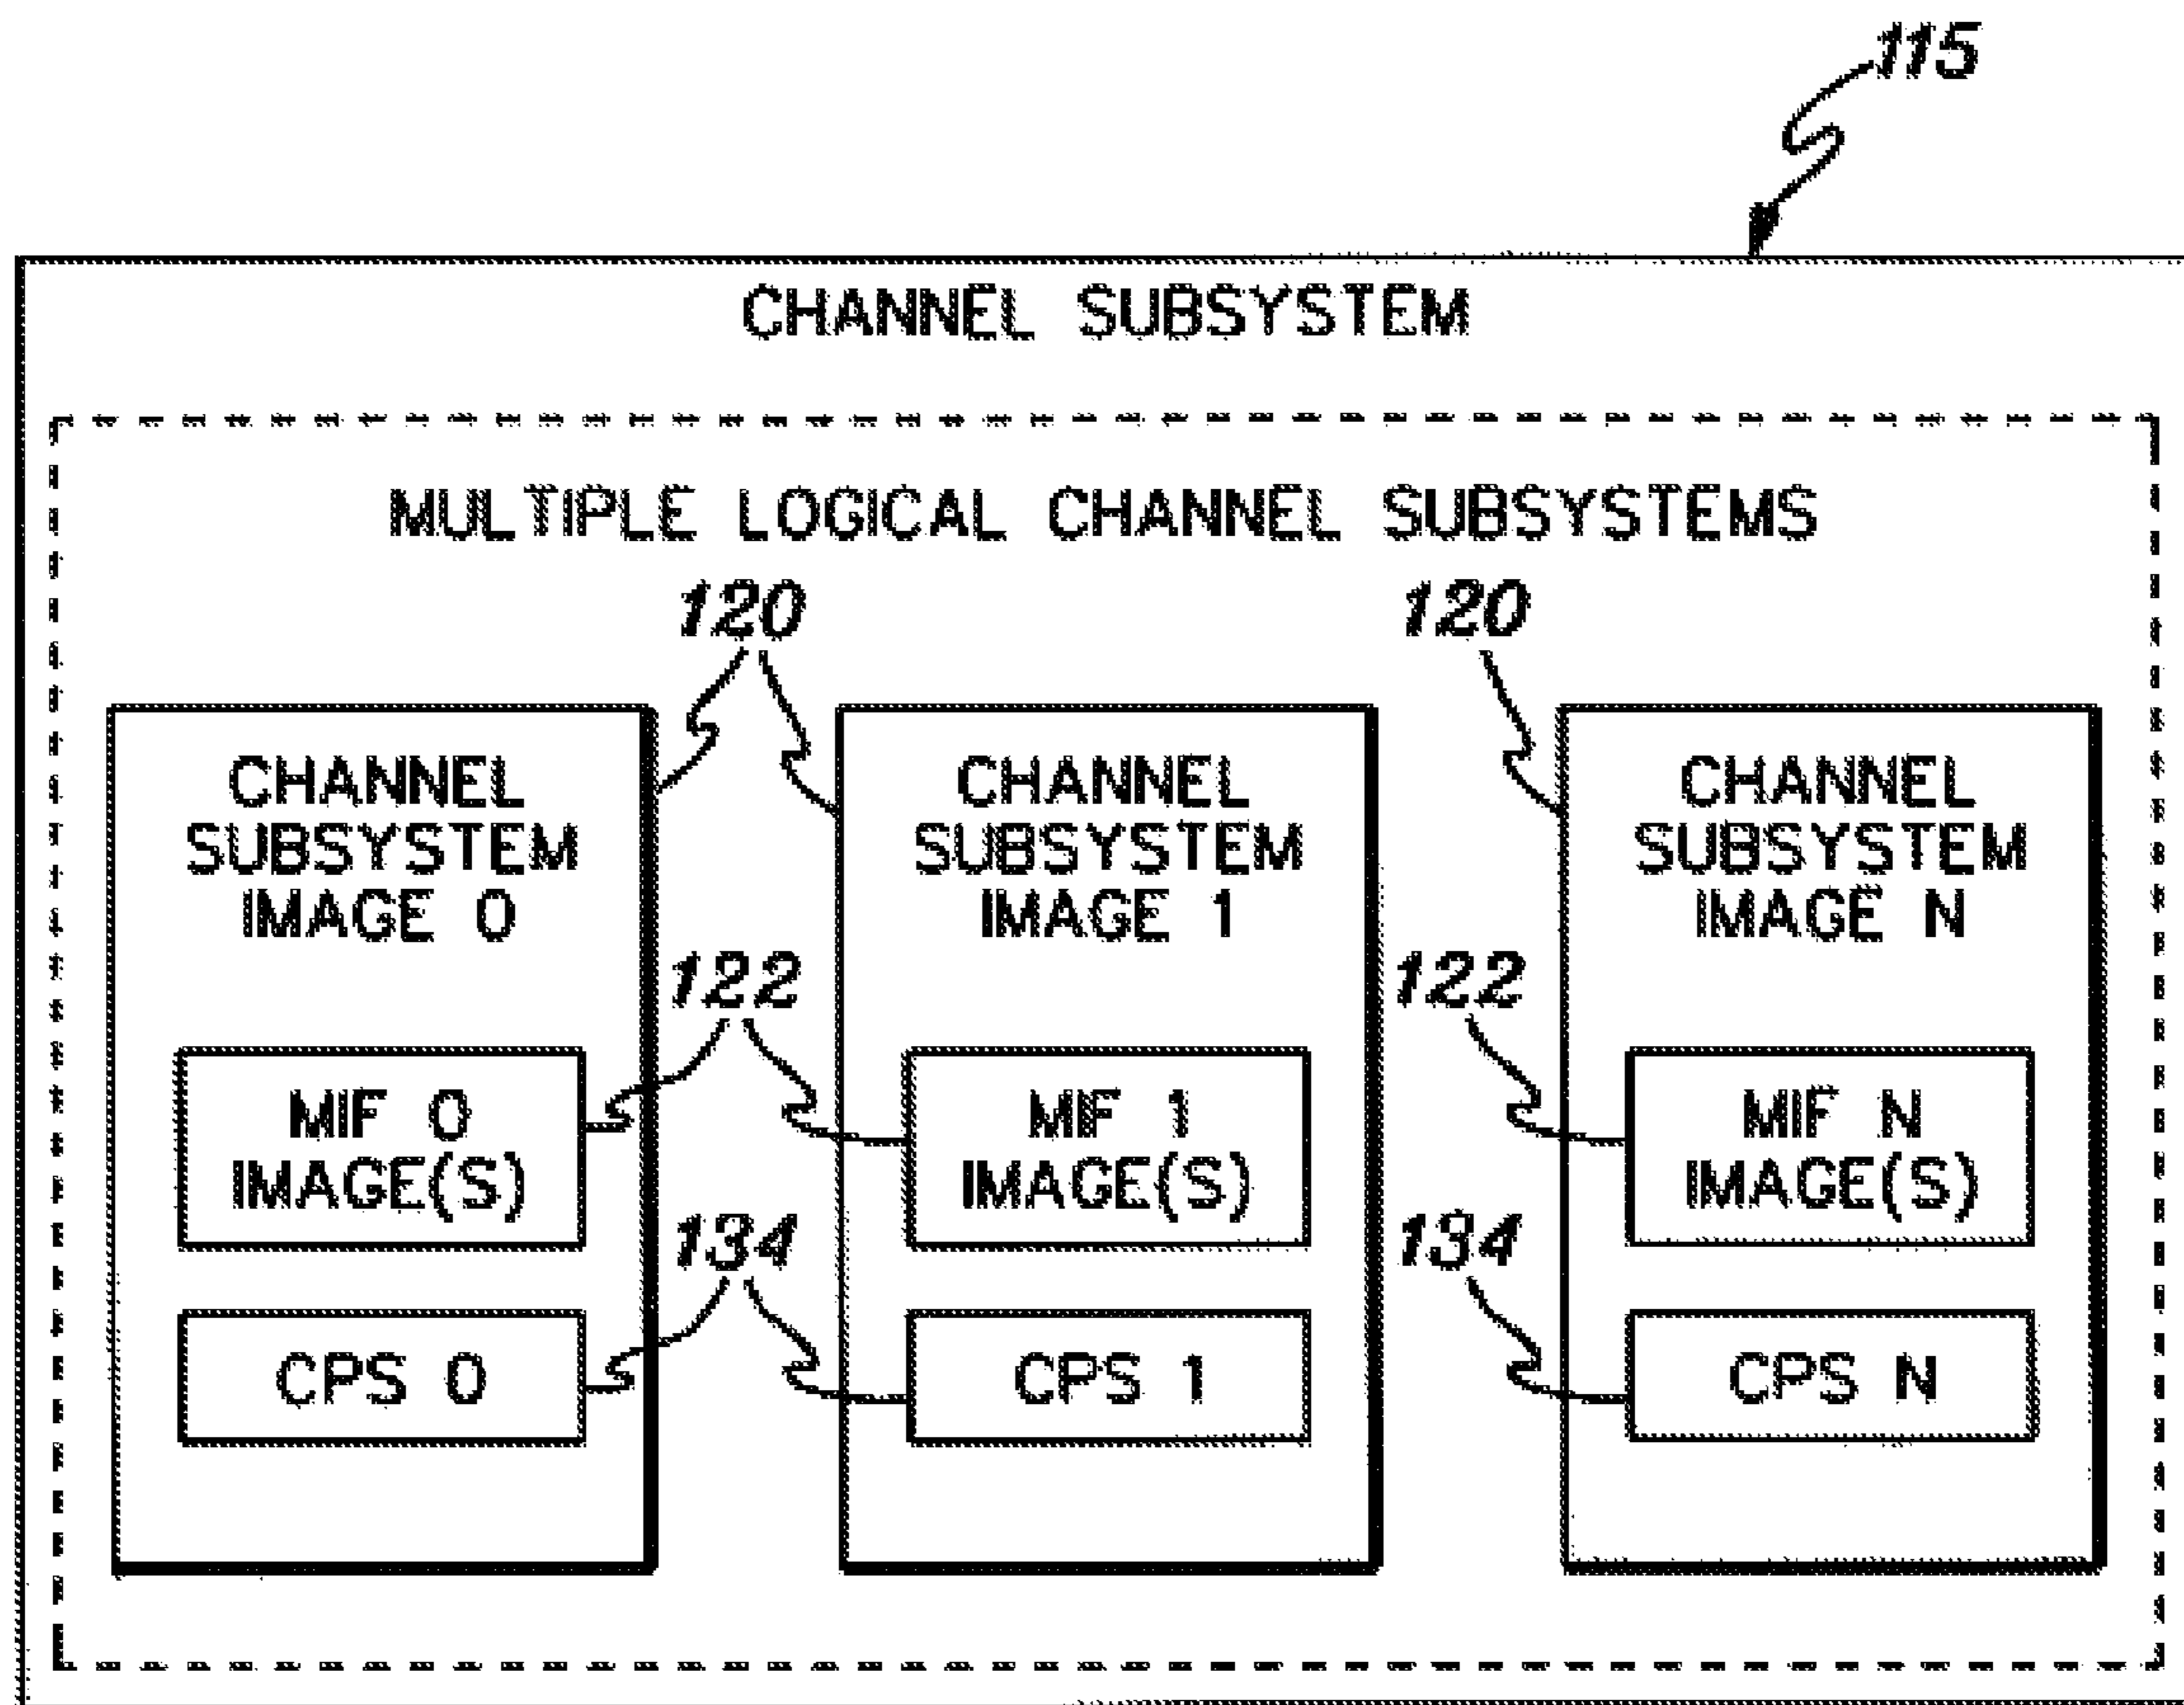 115
CHANNEL SUBSYSTEM
MULTIPLE LOGICAL CHANNEL SUBSYSTEMS
120
120
CHANNEL
SUBSYSTEM
IMAGE 0
CHANNEL
SUBSYSTEM
IMAGE 1
CHANNEL
SUBSYSTEM
IMAGE N
122
122
MIF 0
IMAGE(S)
MIF 1
IMAGE(S)
MIF N
IMAGE(S)
134
134
CPS 0
CPS 1
CPS N